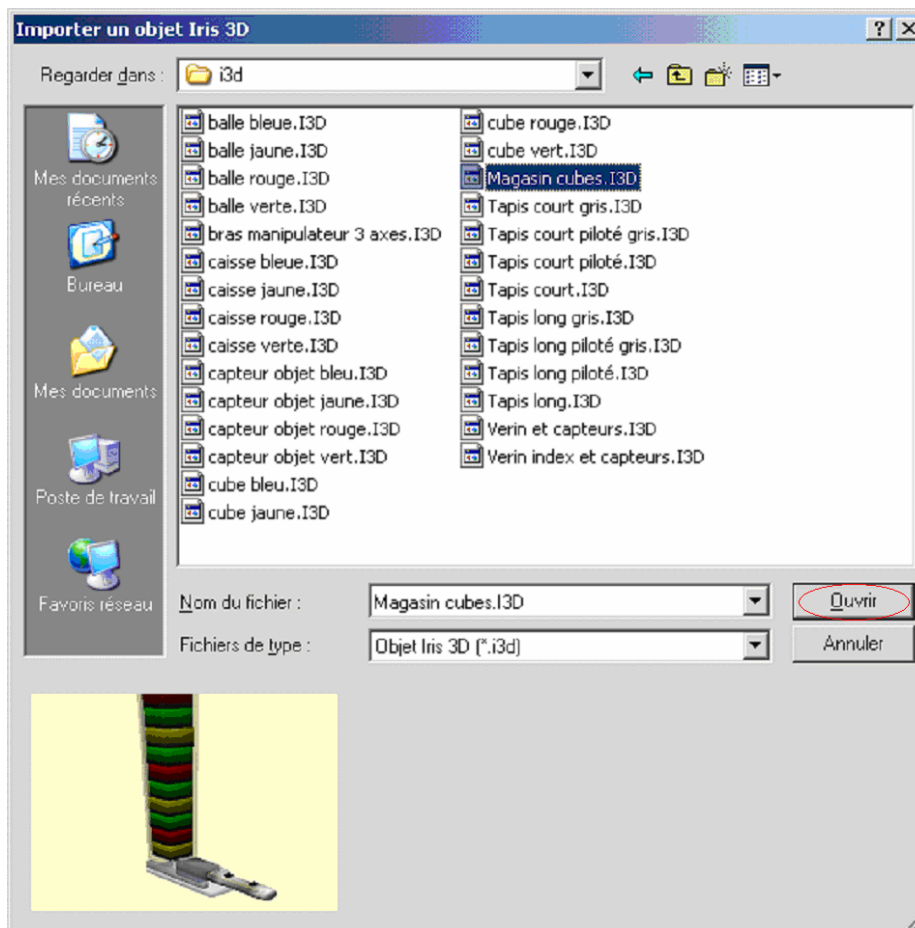 Importer un objet Iris 3D
Regarder dans :
i3d
Mes documents
récents
Bureau
Mes documents
Poste de travail
Favoris réseau
balle bleue.I3D
balle jaune.I3D
balle rouge.I3D
balle verte.I3D
bras manipulateur 3 axes.I3D
caisse bleue.I3D
caisse jaune.I3D
caisse rouge.I3D
caisse verte.I3D
capteur objet bleu.I3D
capteur objet jaune.I3D
capteur objet rouge.I3D
capteur objet vert.I3D
cube bleu.I3D
cube jaune.I3D
cube rouge.I3D
cube vert.I3D
Magasin cubes.I3D
Tapis court gris.I3D
Tapis court piloté gris.I3D
Tapis court piloté.I3D
Tapis court.I3D
Tapis long gris.I3D
Tapis long piloté gris.I3D
Tapis long piloté.I3D
Tapis long.I3D
Verin et capteurs.I3D
Verin index et capteurs.I3D
Nom du fichier :
Magasin cubes.I3D
Ouvrir
Fichiers de type :
Objet Iris 3D (*.i3d)
Annuler